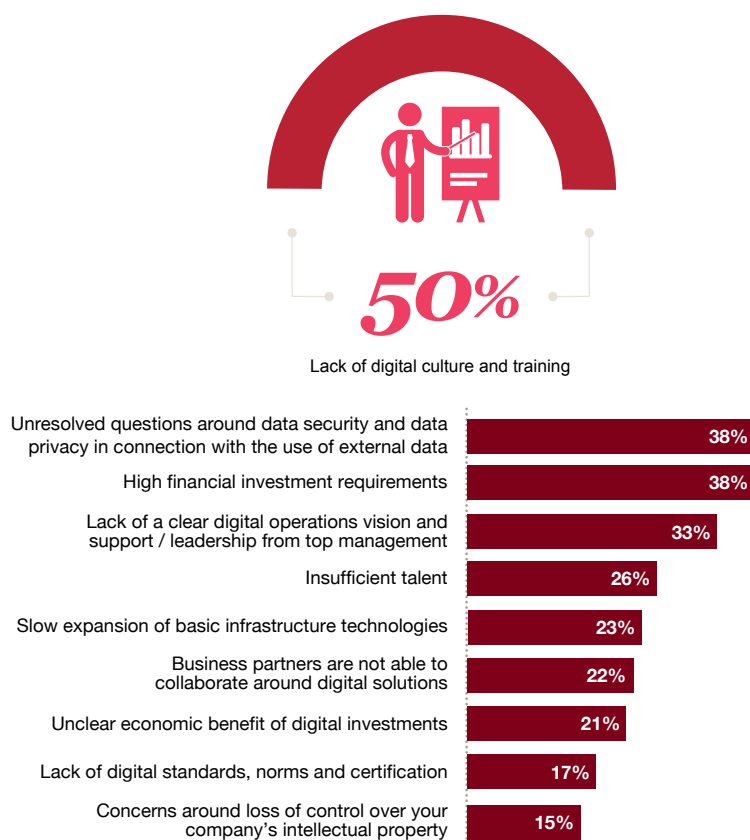 50%
Lack of digital culture and training
Unresolved questions around data security and data
privacy in connection with the use of external data
38%
High financial investment requirements
38%
Lack of a clear digital operations vision and
support / leadership from top management
33%
Insufficient talent
26%
Slow expansion of basic infrastructure technologies
23%
Business partners are not able to
collaborate around digital solutions
22%
Unclear economic benefit of digital investments
21%
Lack of digital standards, norms and certification
17%
Concerns around loss of control over your
company’s intellectual property
15%